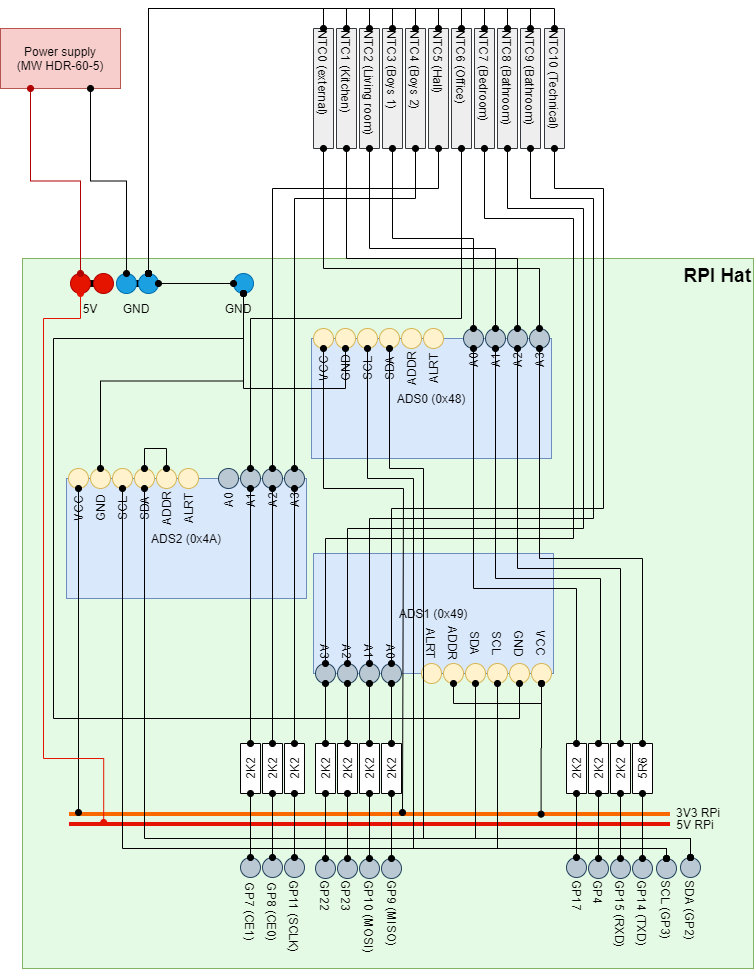 Power supply
(MW HDR-60-5)
NTC0 (external)
NTC1 (Kitchen)
NTC2 (Living room)
NTC3 (Boys 1)
NTC4 (Boys 2)
NTC5 (Hall)
NTC6 (Office)
NTC7 (Bedroom)
NTC8 (Bathroom)
NTC9 (Bathroom)
NTC10 (Technical)
RPI Hat
5V
GND
GND
VCC
GND
SCL
SDA
ADDR
ALRT
A0
A1
A2
A3
ADS0 (0x48)
VCC
GND
SCL
SDA
ADDR
ALRT
A0
A1
A2
A3
ADS2 (0x4A)
ADS1 (0x49)
A3
A2
A1
A0
ALRT
ADDR
SDA
SCL
GND
VCC
2K2
2K2
2K2
2K2
2K2
2K2
2K2
2K2
2K2
2K2
5R6
3V3 RPi
5V RPi
GP7 (CE1)
GP8 (CE0)
GP11 (SCLK)
GP22
GP23
GP10 (MOSI)
GP9 (MISO)
GP17
GP4
GP15 (RXD)
GP14 (TXD)
SCL (GP3)
SDA (GP2)